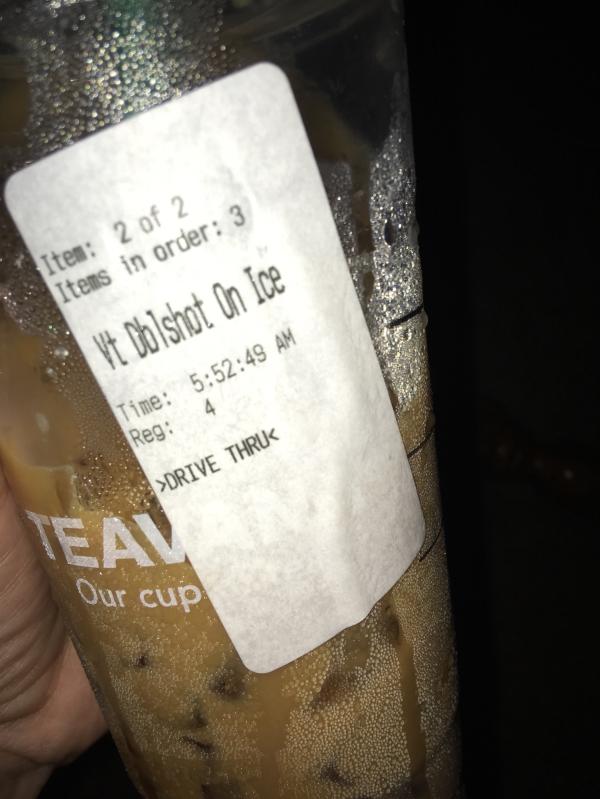 Item: 2 of 2
Items in order: 3
Vt Dblshot On Ice
Time: 5:52:49 AM
Reg: 4
>DRIVE THRU<
TEAV
Our cup